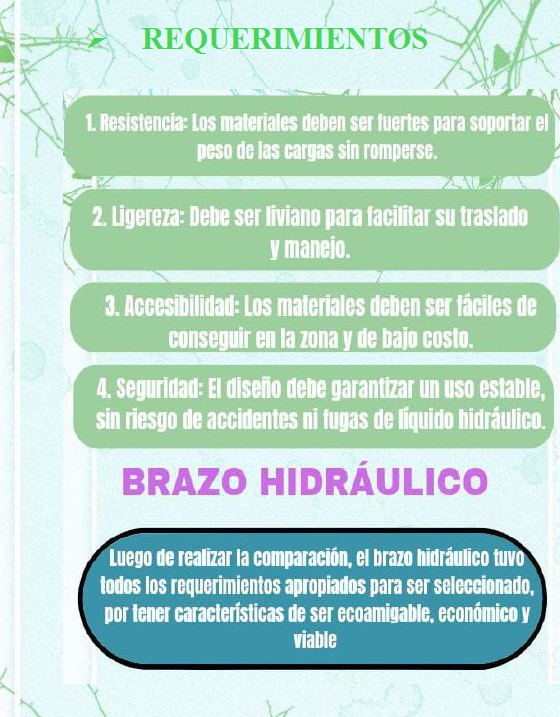 REQUERIMIENTOS
1. Resistencia: Los materiales deben ser fuertes para soportar el
peso de las cargas sin romperse.
2. Ligereza: Debe ser liviano para facilitar su traslado
y manejo.
3. Accesibilidad: Los materiales deben ser fáciles de
conseguir en la zona y de bajo costo.
4. Seguridad: El diseño debe garantizar un uso estable,
sin riesgo de accidentes ni fugas de líquido hidráulico.
BRAZO HIDRÁULICO
Luego de realizar la comparación, el brazo hidráulico tuvo
todos los requerimientos apropiados para ser seleccionado,
por tener características de ser ecoamigable, económico y
viable